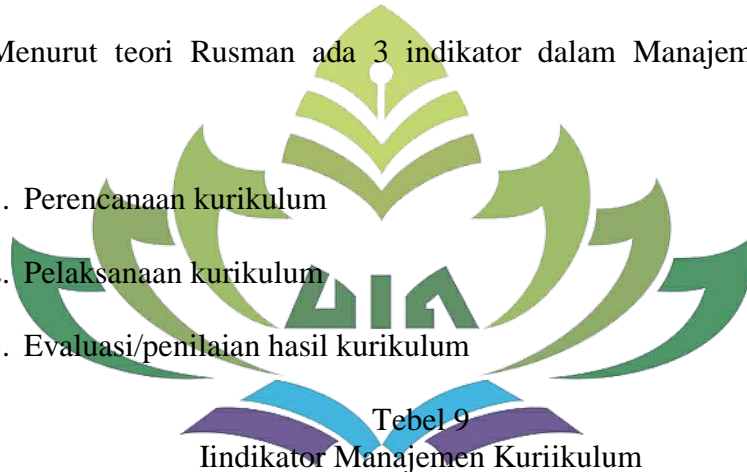 Menurut teori Rusman ada 3 indikator dalam Manajem
. Perencanaan kurikulum
. Pelaksanaan kurikulum
. Evaluasi/penilaian hasil kurikulum
UIN
Tebel 9
Iindikator Manajemen Kuriikulum